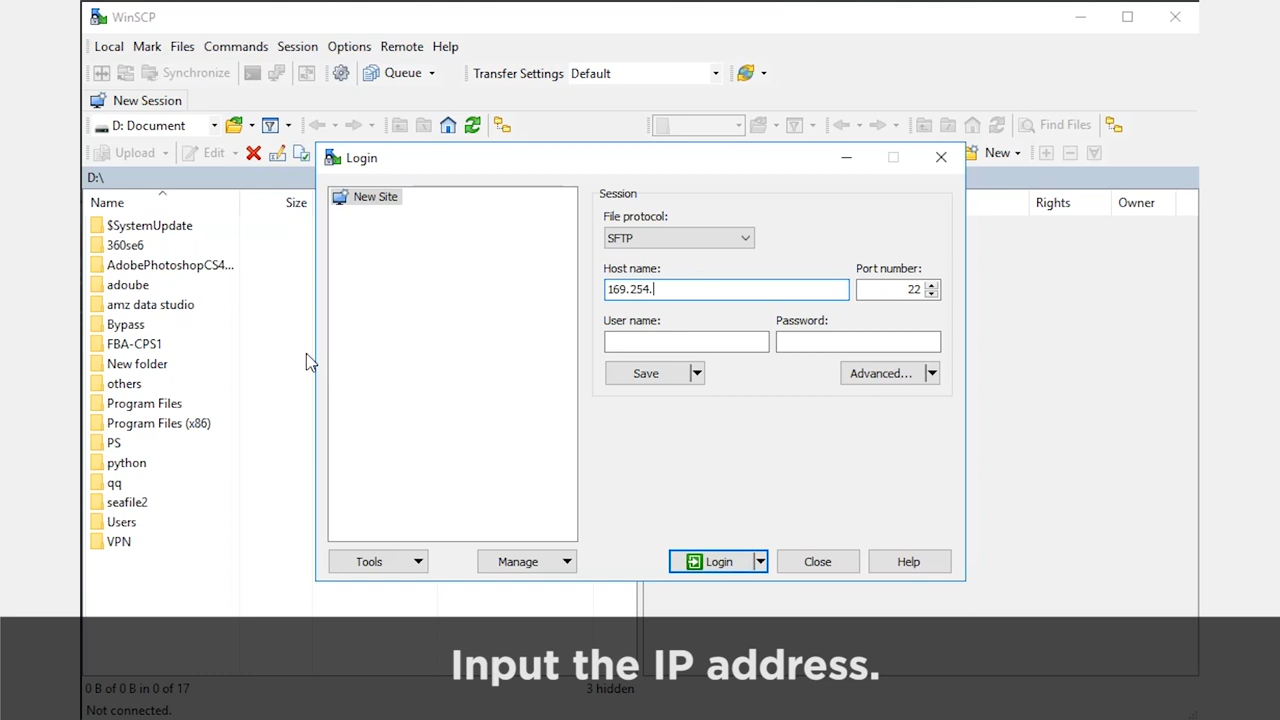 WinSCP
Local Mark Files Commands Session Options Remote Help
Synchronize Queue Transfer Settings Default
New Session
D: Document Find Files
Upload Edit New
D:\
Name Size Rights Owner
$SystemUpdate
360se6
AdobePhotoshopCS4...
adoube
amz data studio
Bypass
FBA-CPS1
New folder
others
Program Files
Program Files (x86)
PS
python
qq
seafile2
Users
VPN
Login
New Site
Session
File protocol:
SFTP
Host name: Port number:
169.254. 22
User name: Password:
Save Advanced...
Tools Manage Login Close Help
Input the IP address.
0 B of 0 B in 0 of 17 3 hidden
Not connected.